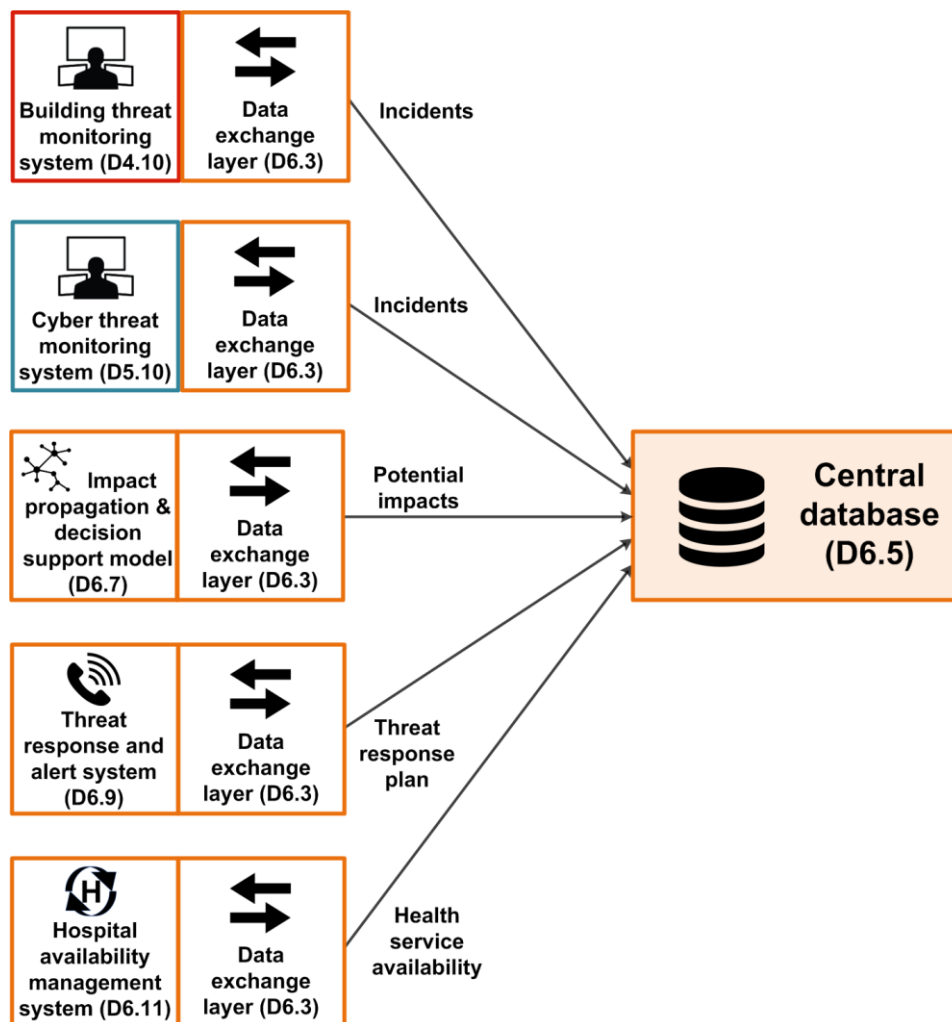 Building threat
monitoring
system (D4.10)
Data
exchange
layer (D6.3)
Incidents
Cyber threat
monitoring
system (D5.10)
Data
exchange
layer (D6.3)
Incidents
Impact
propagation &
decision
support model
(D6.7)
Data
exchange
layer (D6.3)
Potential
impacts
Central
database
(D6.5)
Threat
response and
alert system
(D6.9)
Data
exchange
layer (D6.3)
Threat
response
plan
H
Hospital
availability
management
system (D6.11)
Data
exchange
layer (D6.3)
Health
service
availability